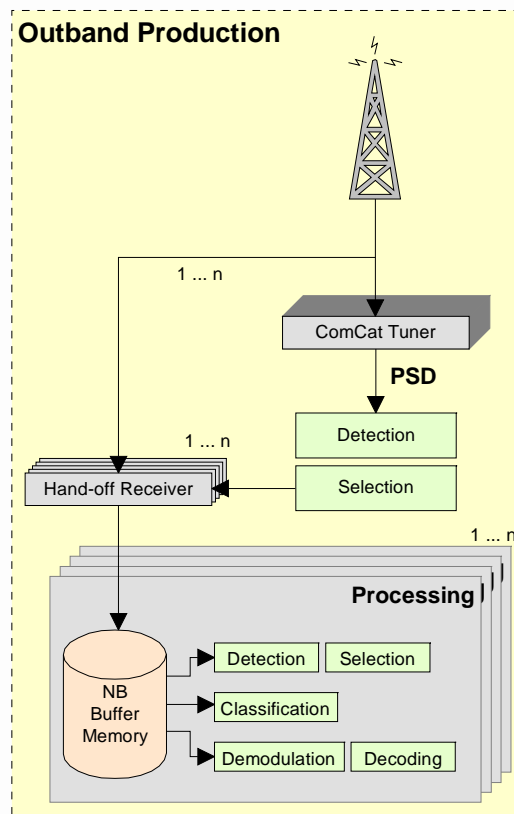 Outband Production
1 ... n
ComCat Tuner
PSD
Detection
1 ... n
Selection
Hand-off Receiver
1 ... n
Processing
Detection
Selection
NB
Buffer
Memory
Classification
Demodulation
Decoding